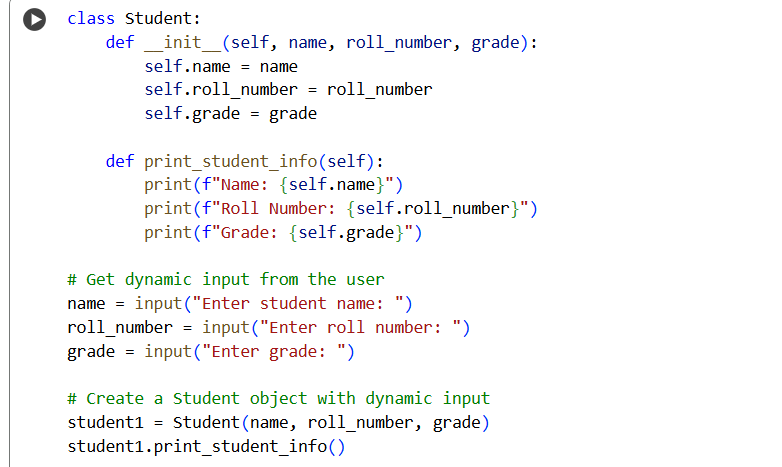 class Student:
    def __init__(self, name, roll_number, grade):
        self.name = name
        self.roll_number = roll_number
        self.grade = grade

    def print_student_info(self):
        print(f"Name: {self.name}")
        print(f"Roll Number: {self.roll_number}")
        print(f"Grade: {self.grade}")

# Get dynamic input from the user
name = input("Enter student name: ")
roll_number = input("Enter roll number: ")
grade = input("Enter grade: ")

# Create a Student object with dynamic input
student1 = Student(name, roll_number, grade)
student1.print_student_info()